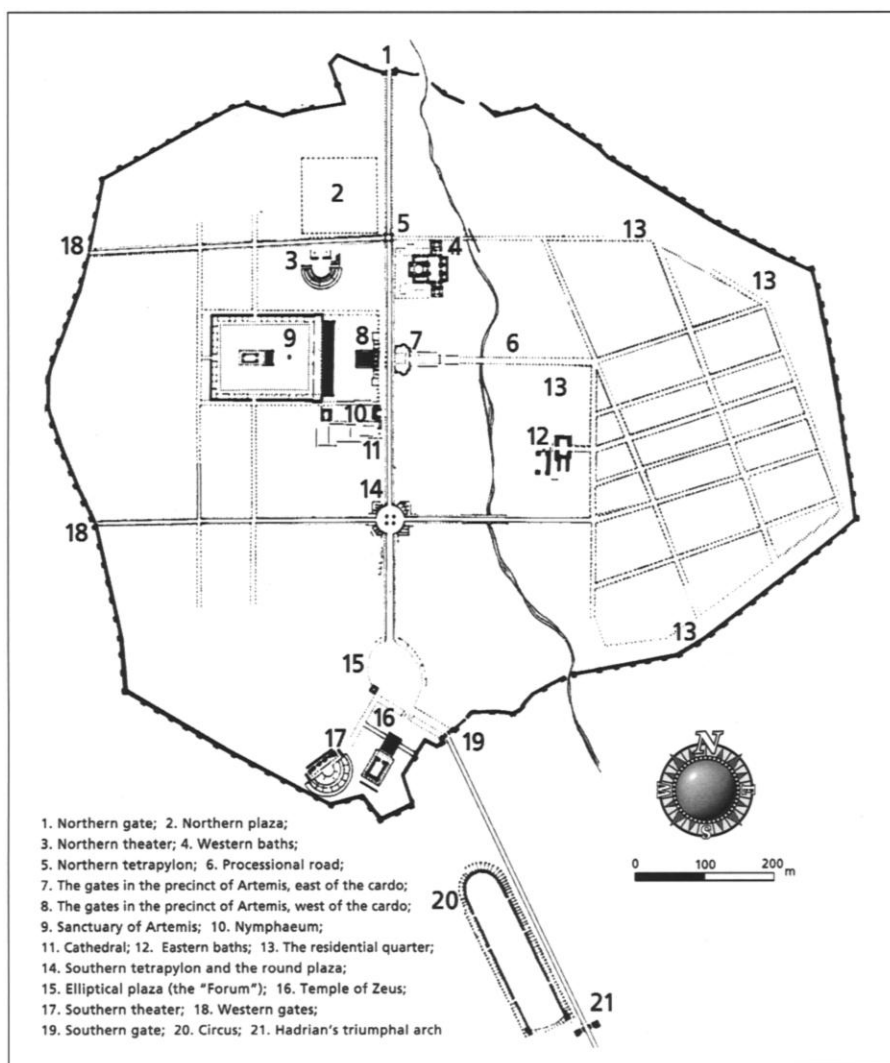 1
2
5
18
13
3
4
13
9
8
7
6
13
10
12
11
14
18
13
15
16
17
19
N
W
E
S
0 100 200
m
20
21
1. Northern gate; 2. Northern plaza;
3. Northern theater; 4. Western baths;
5. Northern tetrapylon; 6. Processional road;
7. The gates in the precinct of Artemis, east of the cardo;
8. The gates in the precinct of Artemis, west of the cardo;
9. Sanctuary of Artemis; 10. Nymphaeum;
11. Cathedral; 12. Eastern baths; 13. The residential quarter;
14. Southern tetrapylon and the round plaza;
15. Elliptical plaza (the "Forum"); 16. Temple of Zeus;
17. Southern theater; 18. Western gates;
19. Southern gate; 20. Circus; 21. Hadrian's triumphal arch